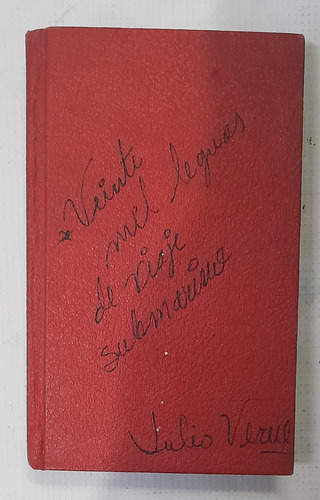 Veinte
mil leguas
de viaje
submarino
Julio Verne